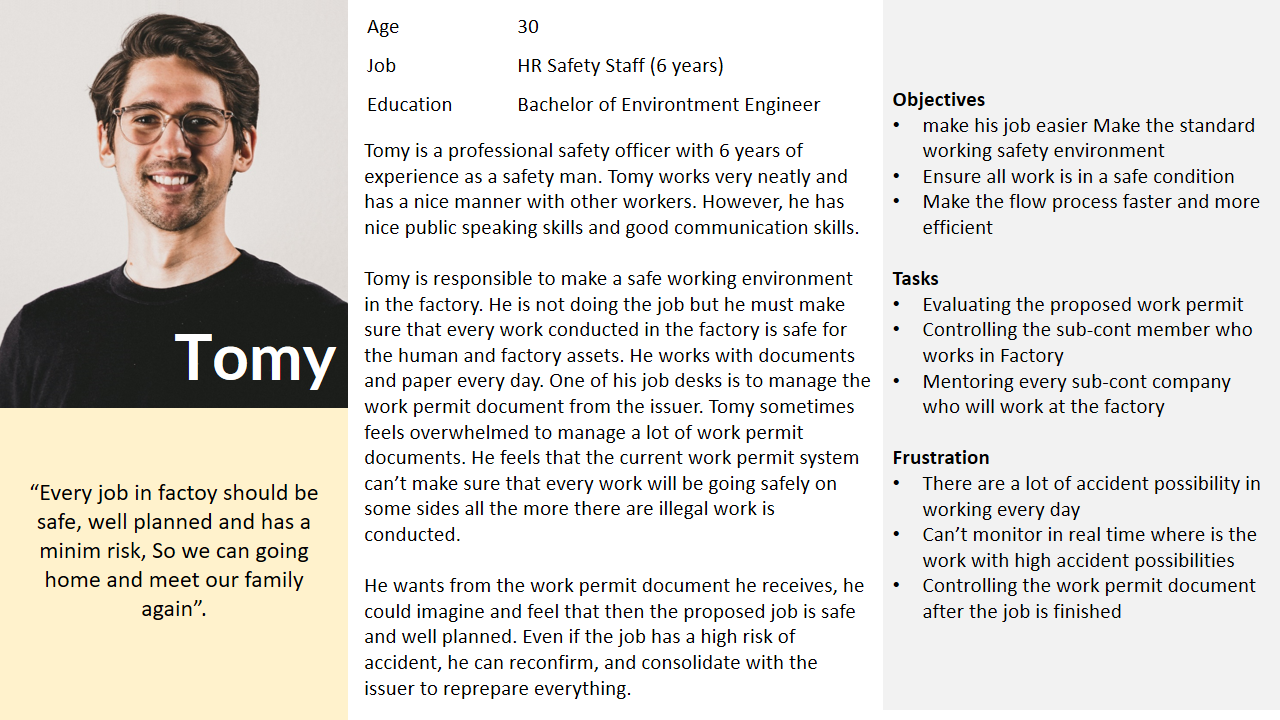 Tomy
“Every job in factoy should be
safe, well planned and has a
minim risk, So we can going
home and meet our family
again”.
Age 30
Job HR Safety Staff (6 years)
Education Bachelor of Environtment Engineer
Tomy is a professional safety officer with 6 years of
experience as a safety man. Tomy works very neatly and
has a nice manner with other workers. However, he has
nice public speaking skills and good communication skills.
Tomy is responsible to make a safe working environment
in the factory. He is not doing the job but he must make
sure that every work conducted in the factory is safe for
the human and factory assets. He works with documents
and paper every day. One of his job desks is to manage the
work permit document from the issuer. Tomy sometimes
feels overwhelmed to manage a lot of work permit
documents. He feels that the current work permit system
can’t make sure that every work will be going safely on
some sides all the more there are illegal work is
conducted.
He wants from the work permit document he receives, he
could imagine and feel that then the proposed job is safe
and well planned. Even if the job has a high risk of
accident, he can reconfirm, and consolidate with the
issuer to reprepare everything.
Objectives
• make his job easier Make the standard
working safety environment
• Ensure all work is in a safe condition
• Make the flow process faster and more
efficient
Tasks
• Evaluating the proposed work permit
• Controlling the sub-cont member who
works in Factory
• Mentoring every sub-cont company
who will work at the factory
Frustration
• There are a lot of accident possibility in
working every day
• Can’t monitor in real time where is the
work with high accident possibilities
• Controlling the work permit document
after the job is finished